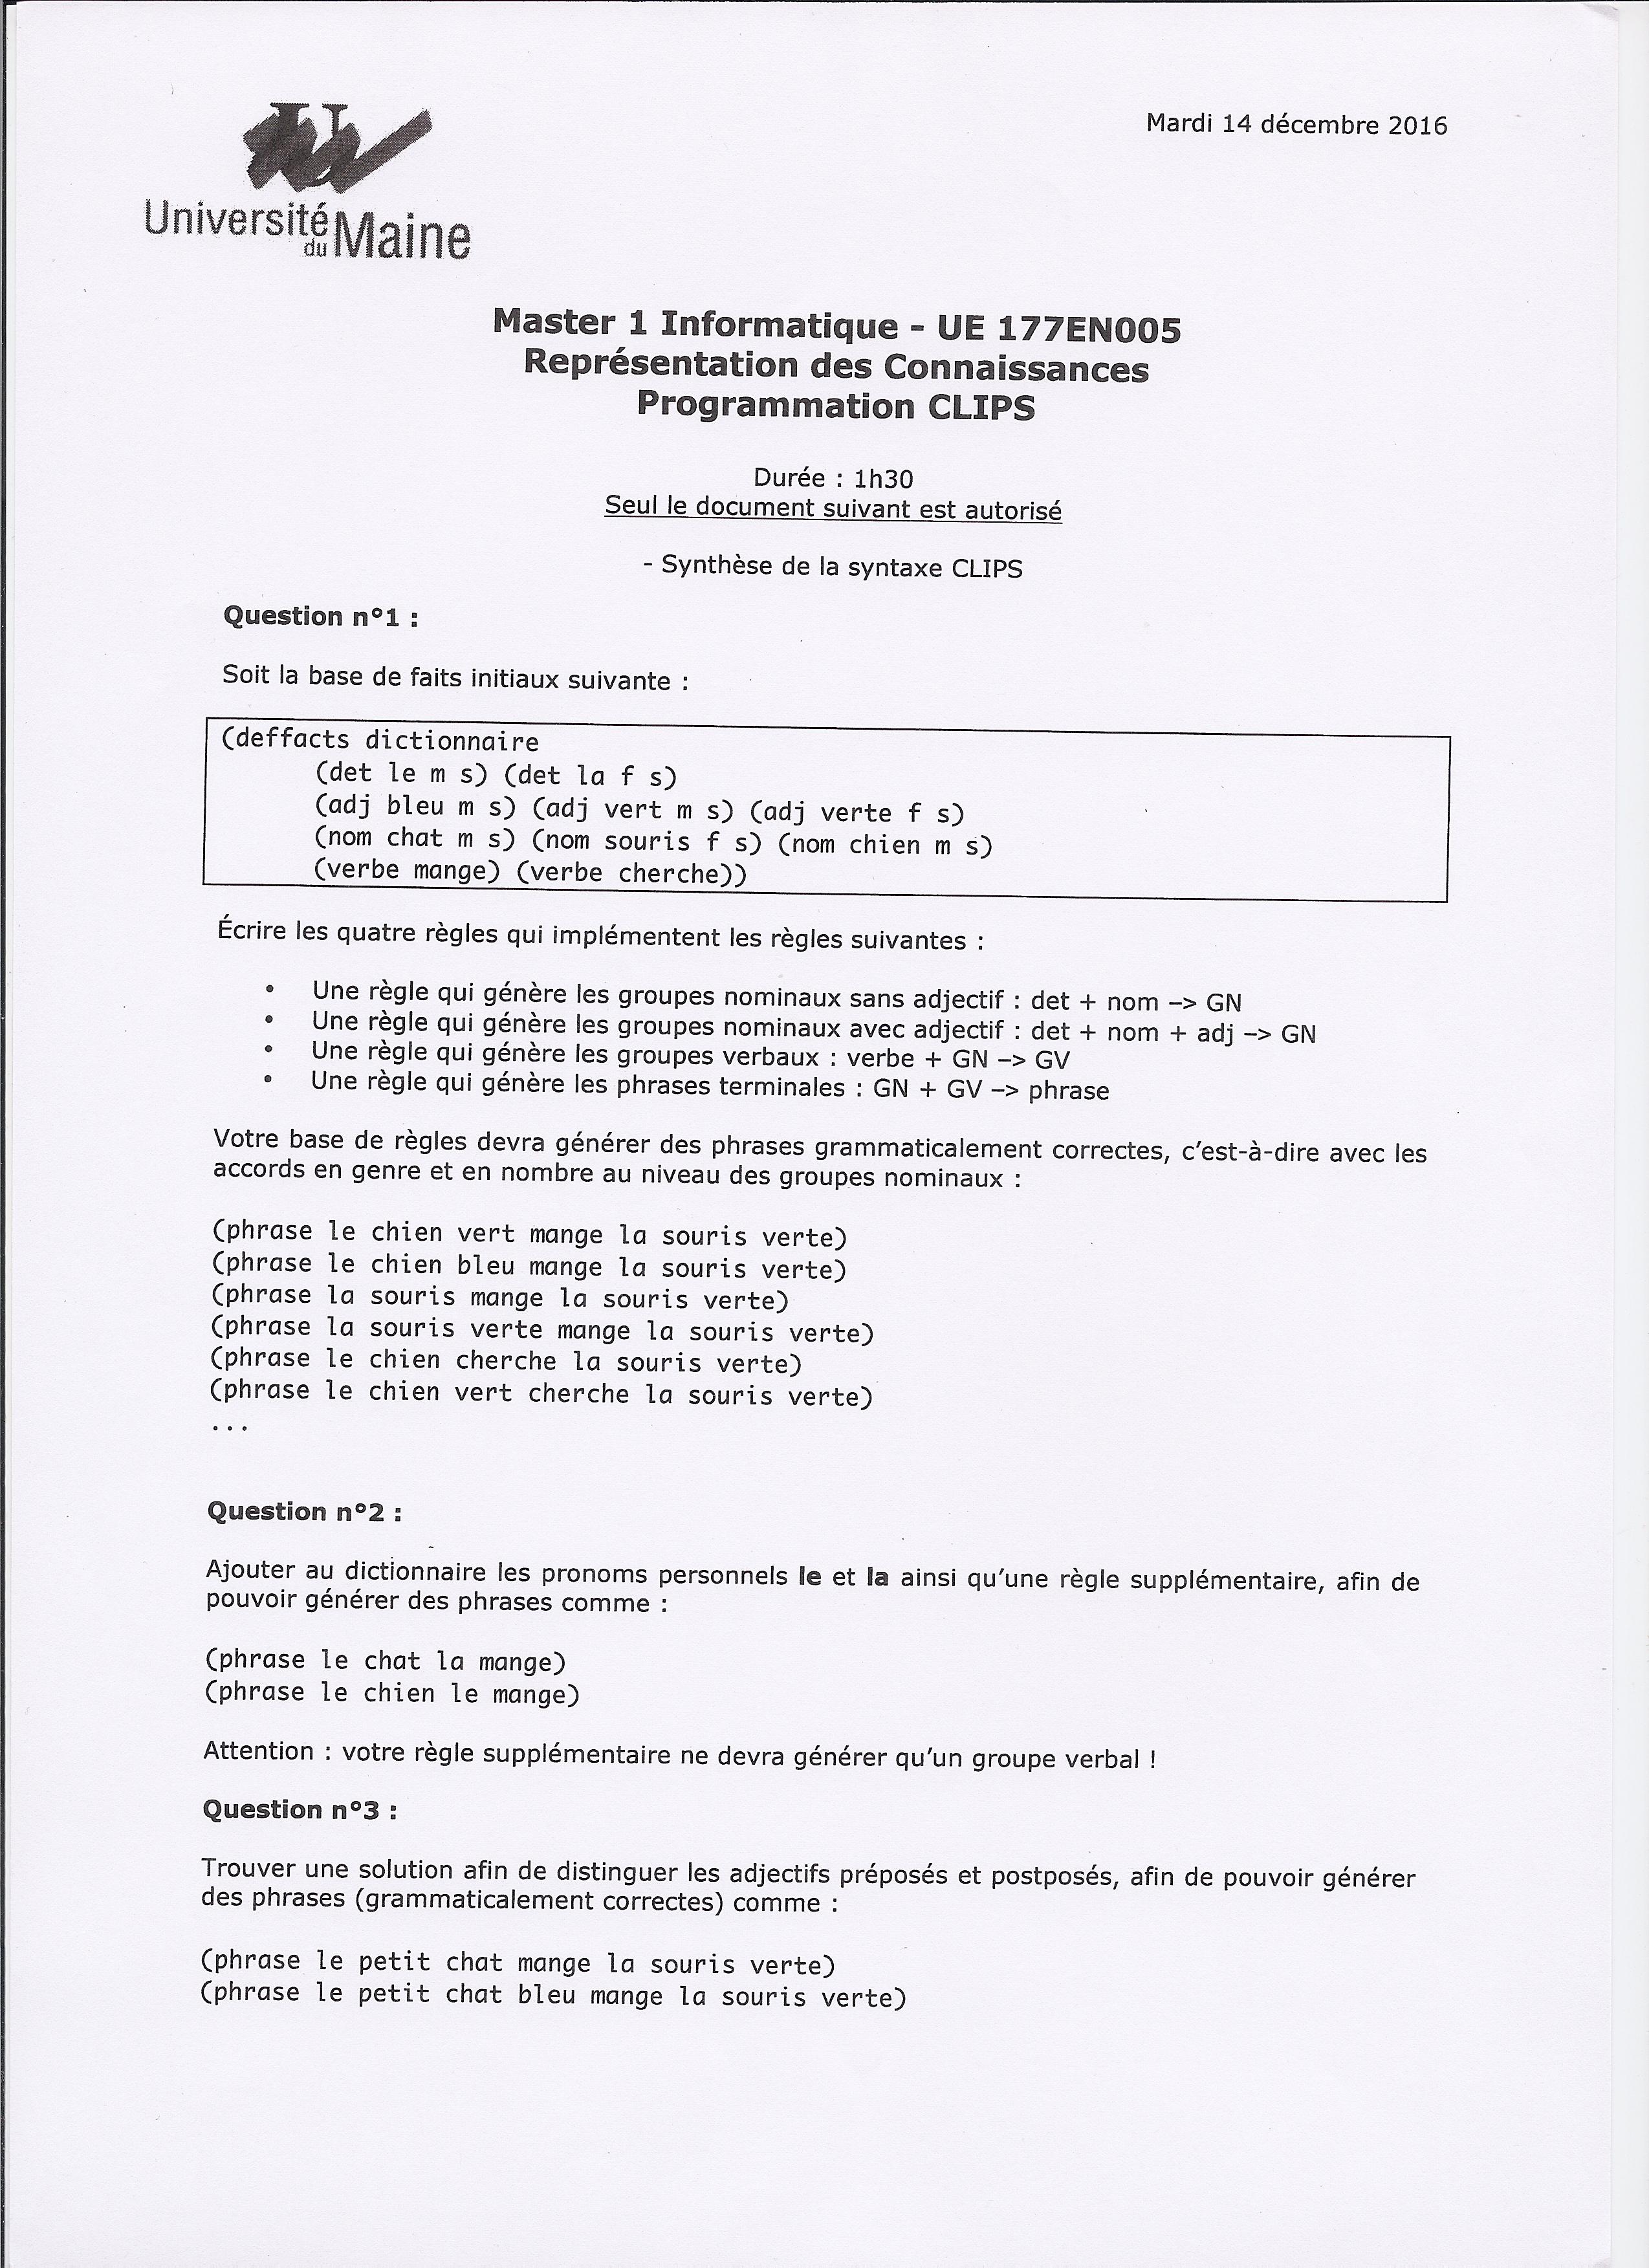 Mardi 14 décembre 2016
Université
du Maine
Master 1 Informatique - UE 177EN005
Représentation des Connaissances
Programmation CLIPS
Durée : 1h30
Seul le document suivant est autorisé
- Synthèse de la syntaxe CLIPS
Question n°1 :
Soit la base de faits initiaux suivante :
(deffacts dictionnaire
(det le m s) (det la f s)
(adj bleu m s) (adj vert m s) (adj verte f s)
(nom chat m s) (nom souris f s) (nom chien m s)
(verbe mange) (verbe cherche))
Écrire les quatre règles qui implémentent les règles suivantes :
• Une règle qui génère les groupes nominaux sans adjectif : det + nom –> GN
• Une règle qui génère les groupes nominaux avec adjectif : det + nom + adj –> GN
• Une règle qui génère les groupes verbaux : verbe + GN –> GV
• Une règle qui génère les phrases terminales : GN + GV –> phrase
Votre base de règles devra générer des phrases grammaticalement correctes, c’est-à-dire avec les
accords en genre et en nombre au niveau des groupes nominaux :
(phrase le chien vert mange la souris verte)
(phrase le chien bleu mange la souris verte)
(phrase la souris mange la souris verte)
(phrase la souris verte mange la souris verte)
(phrase le chien cherche la souris verte)
(phrase le chien vert cherche la souris verte)
...
Question n°2 :
Ajouter au dictionnaire les pronoms personnels le et la ainsi qu’une règle supplémentaire, afin de
pouvoir générer des phrases comme :
(phrase le chat la mange)
(phrase le chien le mange)
Attention : votre règle supplémentaire ne devra générer qu’un groupe verbal !
Question n°3 :
Trouver une solution afin de distinguer les adjectifs préposés et postposés, afin de pouvoir générer
des phrases (grammaticalement correctes) comme :
(phrase le petit chat mange la souris verte)
(phrase le petit chat bleu mange la souris verte)